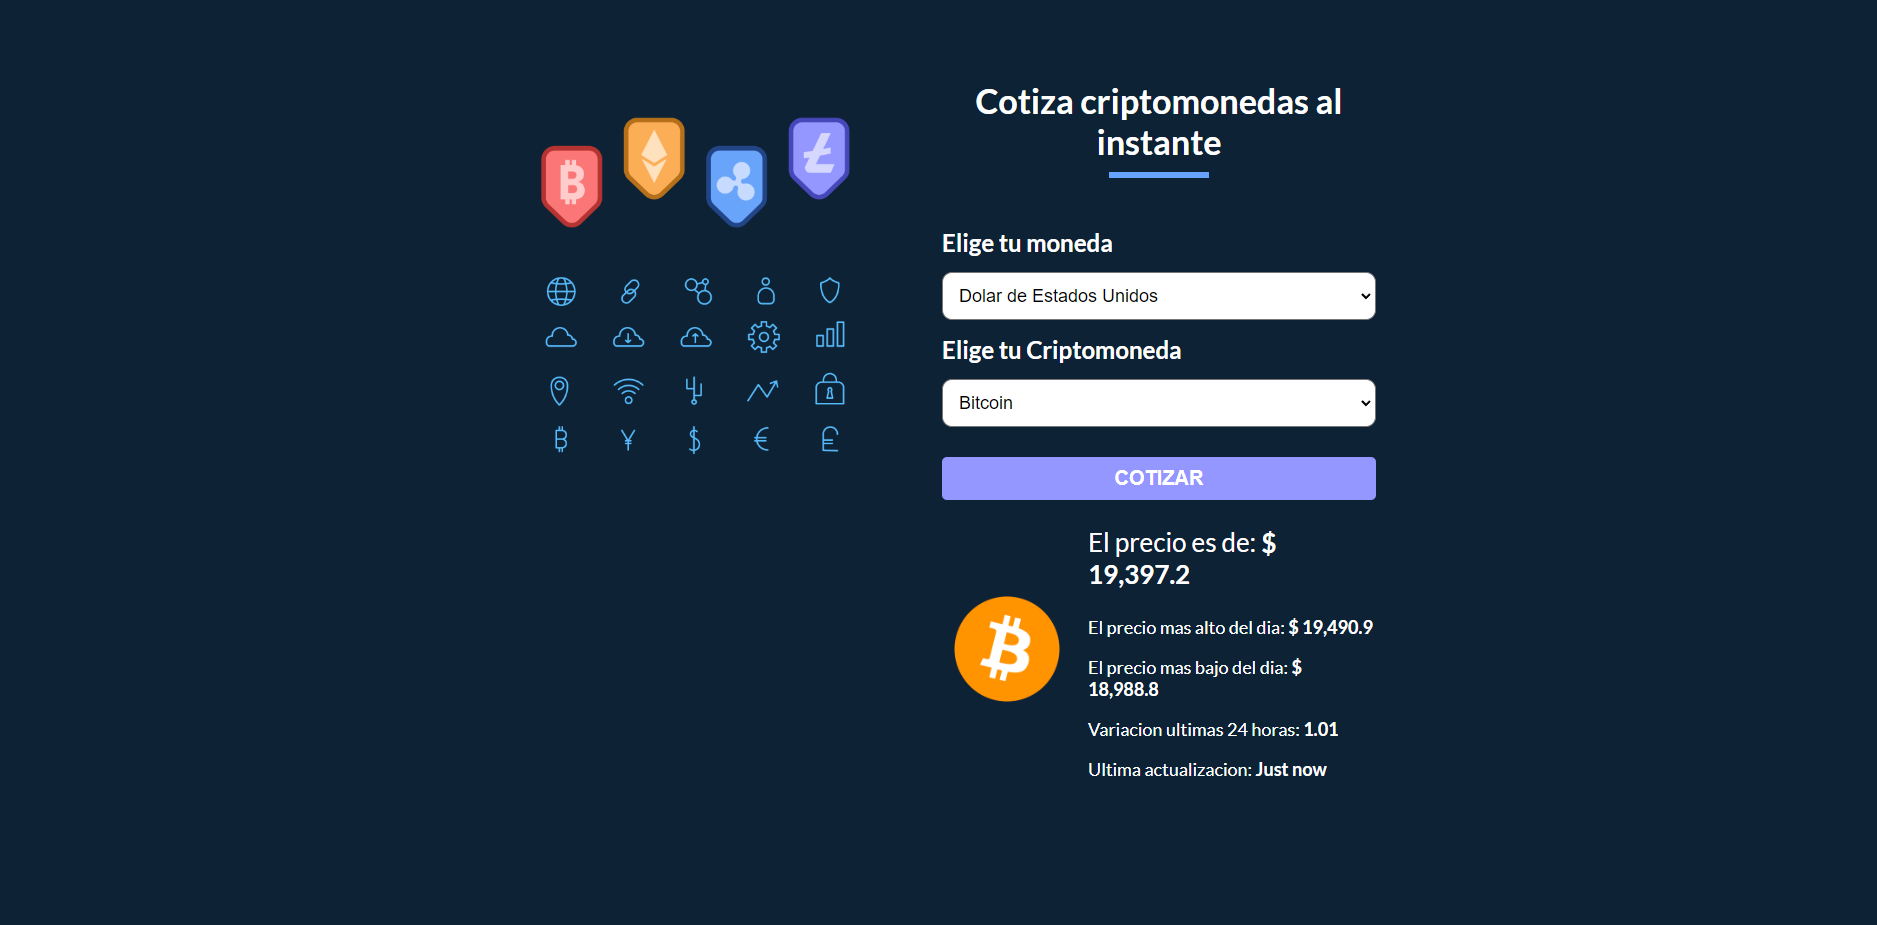 Cotiza criptomonedas al
instante
Elige tu moneda
Dolar de Estados Unidos
Elige tu Criptomoneda
Bitcoin
COTIZAR
El precio es de: $
19,397.2
El precio mas alto del dia: $ 19,490.9
El precio mas bajo del dia: $
18,988.8
Variacion ultimas 24 horas: 1.01
Ultima actualizacion: Just now